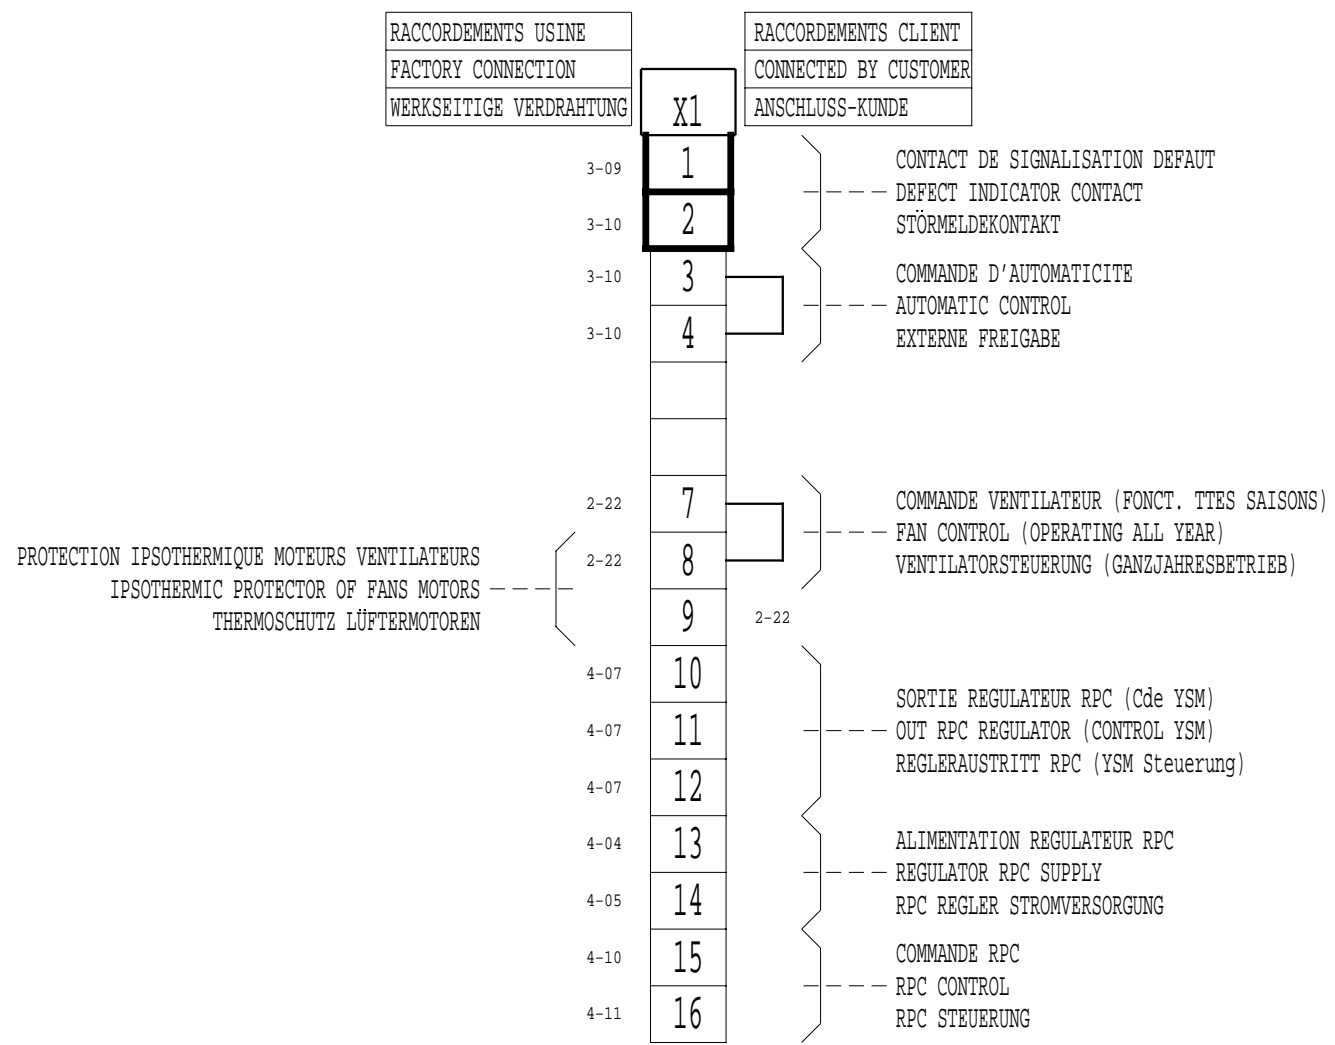 RACCORDEMENTS USINE
FACTORY CONNECTION
WERKSEITIGE VERDRAHTUNG
X1
RACCORDEMENTS CLIENT
CONNECTED BY CUSTOMER
ANSCHLUSS-KUNDE
3-09 1
3-10 2
CONTACT DE SIGNALISATION DEFAUT
DEFECT INDICATOR CONTACT
STÖRMELDEKONTAKT
3-10 3
3-10 4
COMMANDE D'AUTOMATICITE
AUTOMATIC CONTROL
EXTERNE FREIGABE
2-22 7
2-22 8
COMMANDE VENTILATEUR (FONCT. TTES SAISONS)
FAN CONTROL (OPERATING ALL YEAR)
VENTILATORSTEUERUNG (GANZJAHRESBETRIEB)
PROTECTION IPSOTHERMIQUE MOTEURS VENTILATEURS
IPSOTHERMIC PROTECTOR OF FANS MOTORS
THERMOSCHUTZ LÜFTERMOTOREN
9 2-22
4-07 10
4-07 11
4-07 12
SORTIE REGULATEUR RPC (Cde YSM)
OUT RPC REGULATOR (CONTROL YSM)
REGLERAUSTRITT RPC (YSM Steuerung)
4-04 13
4-05 14
ALIMENTATION REGULATEUR RPC
REGULATOR RPC SUPPLY
RPC REGLER STROMVERSORGUNG
4-10 15
4-11 16
COMMANDE RPC
RPC CONTROL
RPC STEUERUNG